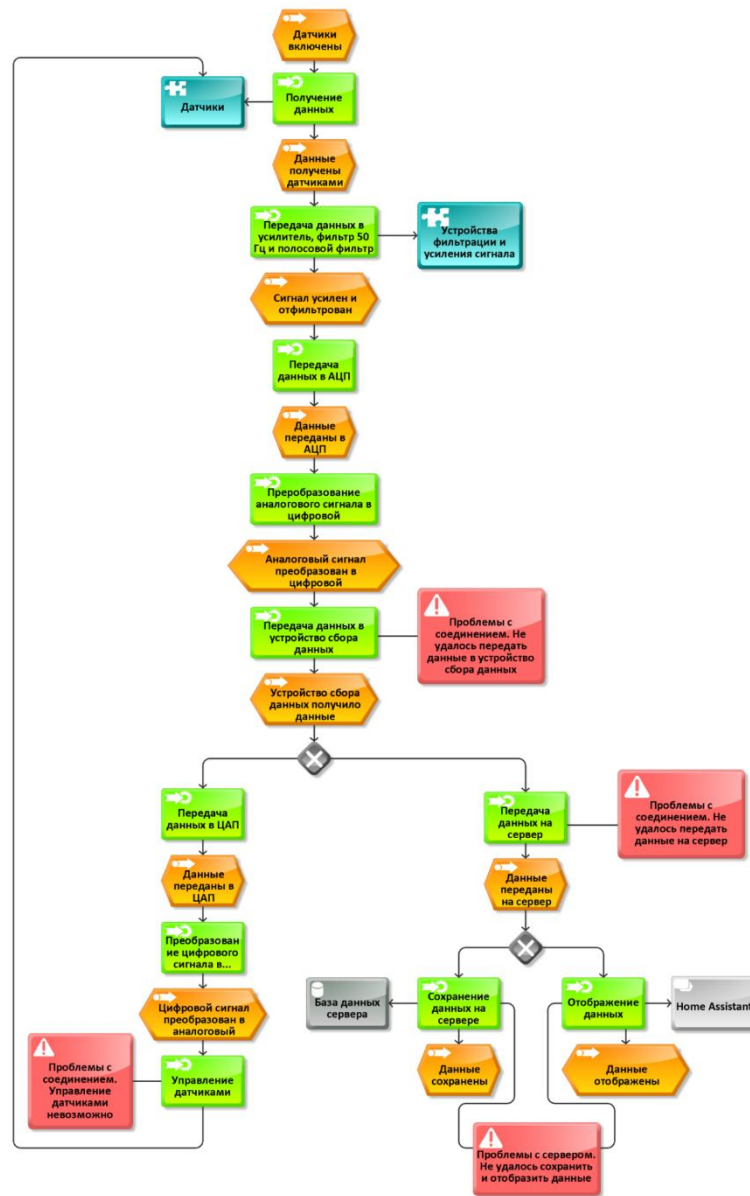 Датчики
включены
Датчики
Получение
данных
Данные
получены
датчиками
Передача данных в
усилитель, фильтр 50
Гц и полосовой фильтр
Устройства
фильтрации и
усиления сигнала
Сигнал усилен и
отфильтрован
Передача
данных в АЦП
Данные
переданы в
АЦП
Преробразование
аналогового сигнала в
цифровой
Аналоговый сигнал
преобразован в
цифровой
Передача данных в
устройство сбора
данных
Проблемы с
соединением. Не
удалось передать
данные в устройство
сбора данных
Устройство сбора
данных получило
данные
Передача
данных в ЦАП
Передача
данных на
сервер
Проблемы с
соединением. Не
удалось передать
данные на сервер
Данные
переданы в
ЦАП
Данные
переданы
на сервер
Преобразован
ие цифрового
сигнала в...
База данных
сервера
Сохранение
данных на
сервере
Отображение
данных
Home Assistant
Цифровой сигнал
преобразован в
аналоговый
Данные
сохранены
Данные
отображены
Проблемы с
соединением.
Управление
датчиками
невозможно
Управление
датчиками
Проблемы с сервером.
Не удалось сохранить
и отобразить данные